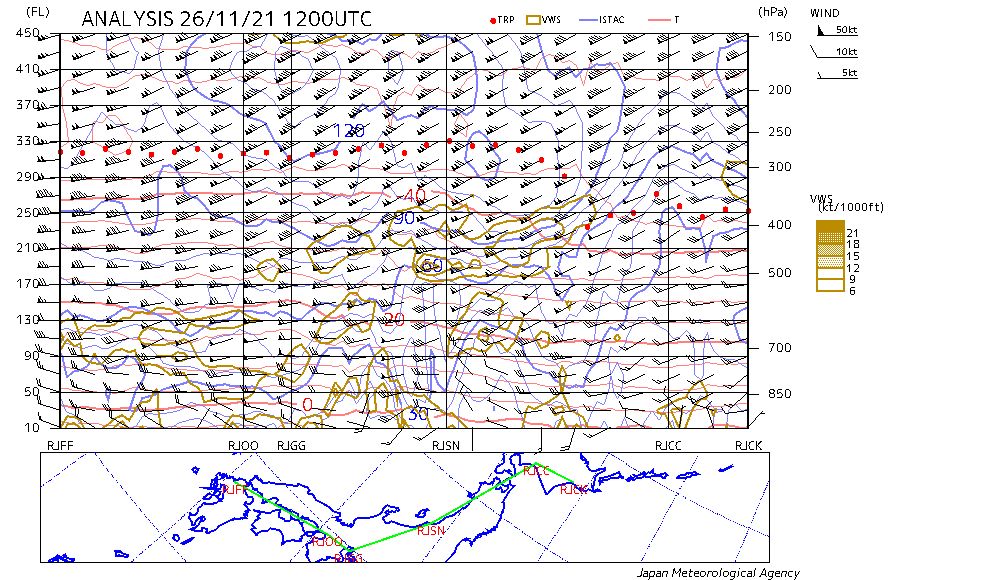 (FL) ANALYSIS 26/11/21 1200UTC TRP VWS ISTAC T (hPa) WIND
450 150 50kt
410 10kt
5kt
370 200
120 250
330
290 300
40
250 90 400
VWS
(kt/1000ft)
210 60 21
18
500 15
170 12
9
6
130 20
700
90
50 850
0 30
10
RJFF RJOO RJGG RJSN RJCC RJCK
RJCC
RJFF RJCK
RJSN
RJOO
Japan Meteorological Agency